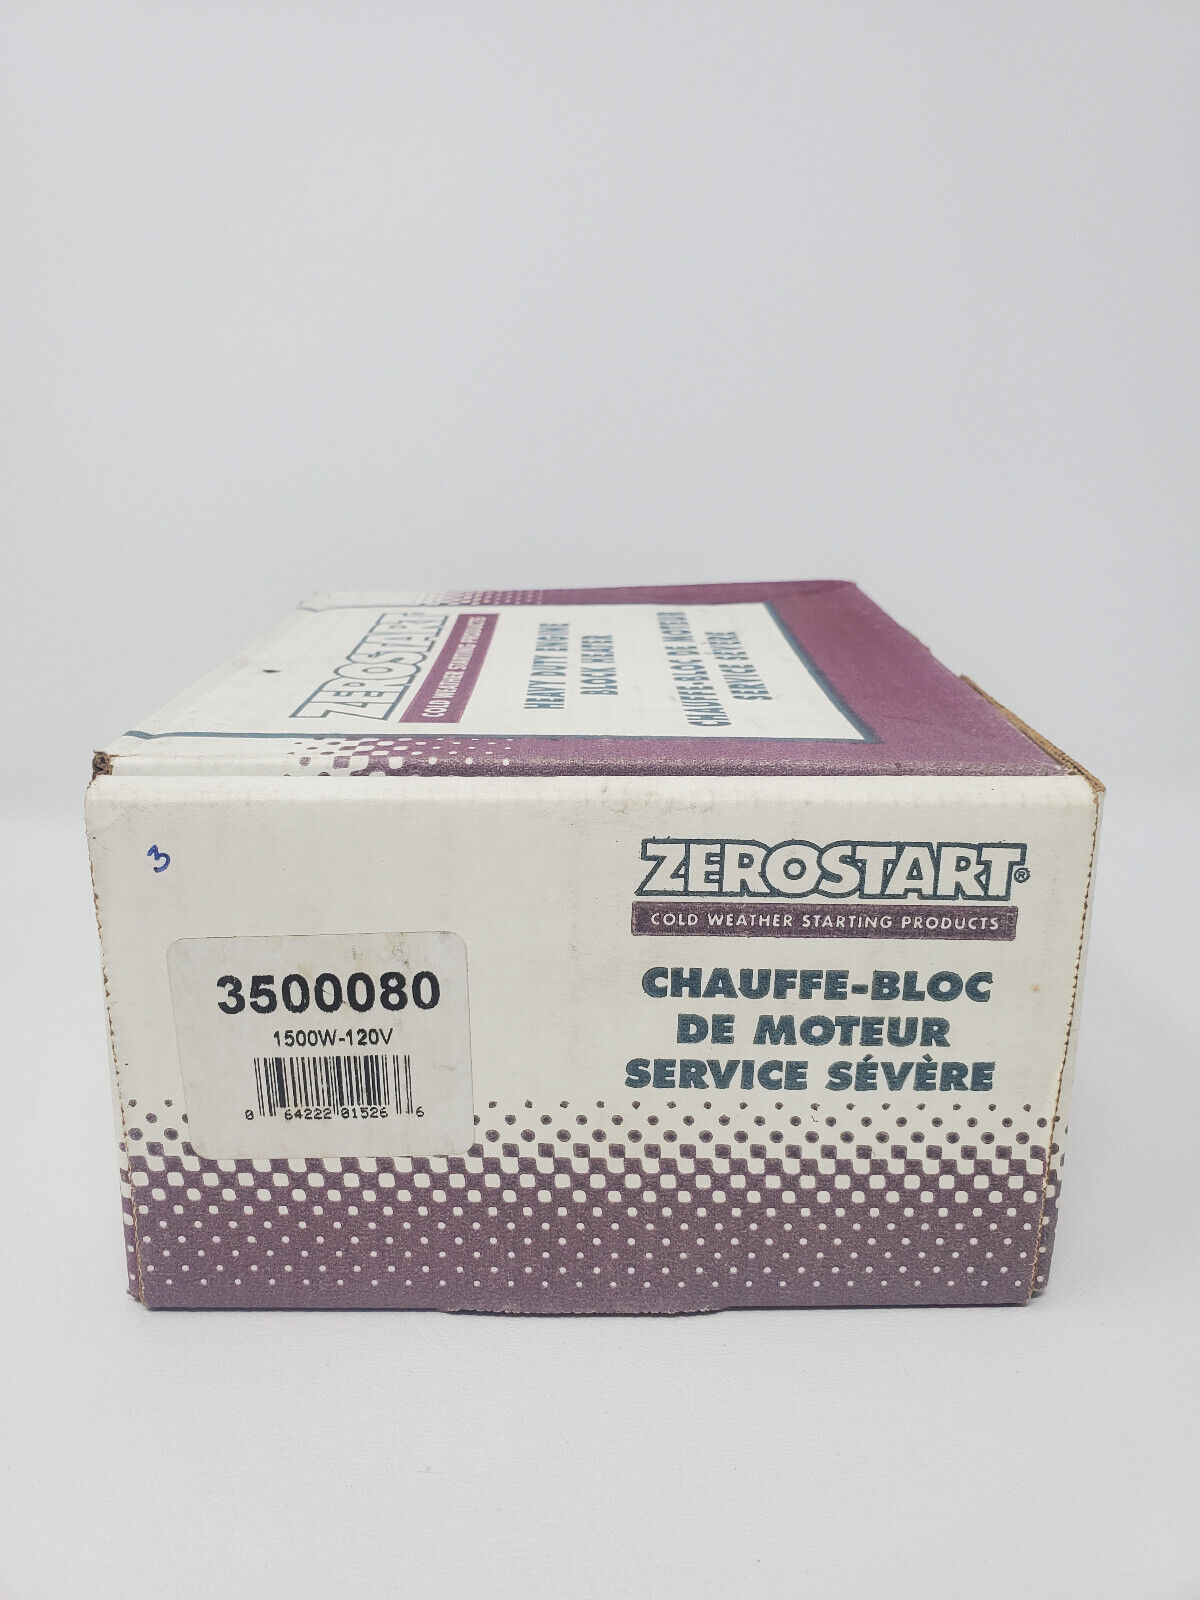 ZEROSTART
COLD WEATHER STARTING PRODUCTS
HEAVY DUTY ENGINE
BLOCK HEATER
CHAUFFE-BLOC DE MOTEUR
SERVICE SÉVÈRE
3
ZEROSTART®
COLD WEATHER STARTING PRODUCTS
CHAUFFE-BLOC
DE MOTEUR
SERVICE SÉVÈRE
3500080
1500W-120V
0 64222 01526 6